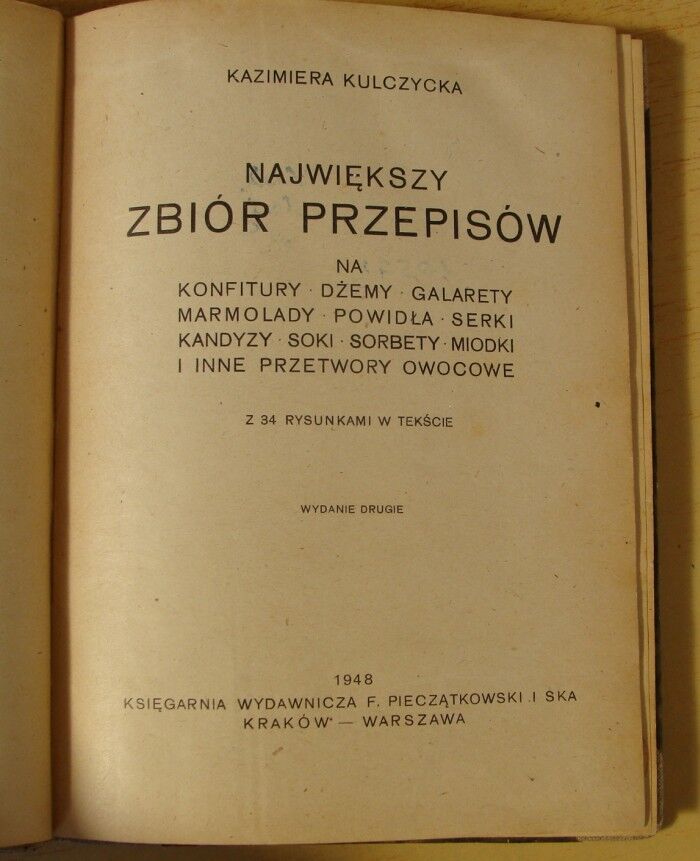 KAZIMIERA KULCZYCKA
NAJWIĘKSZY
ZBIÓR PRZEPISÓW
NA
KONFITURY · DŻEMY · GALARETY
MARMOLADY · POWIDŁA · SERKI
KANDYZY · SOKI · SORBETY · MIODKI
I INNE PRZETWORY OWOCOWE
Z 34 RYSUNKAMI W TEKŚCIE
WYDANIE DRUGIE
1948
KSIĘGARNIA WYDAWNICZA F. PIECZĄTKOWSKI I SKA
KRAKÓW — WARSZAWA